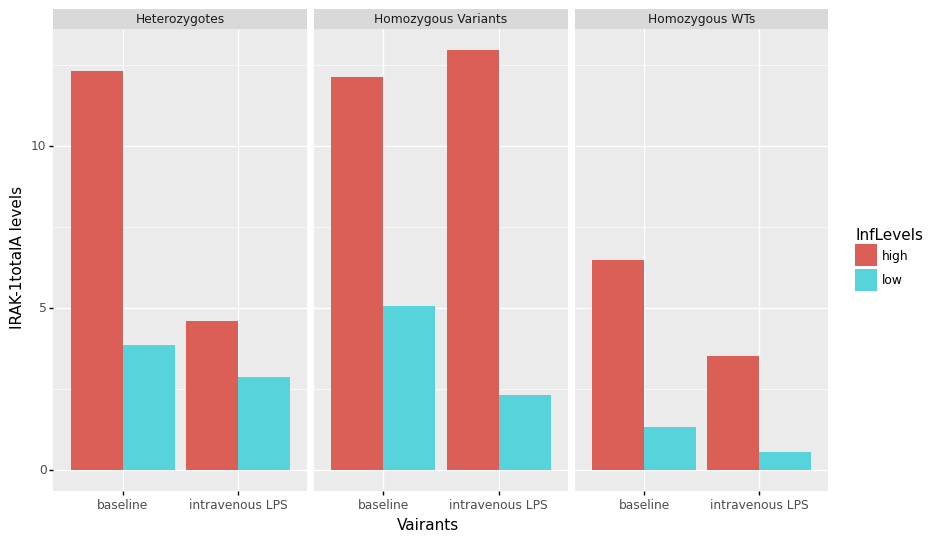 Heterozygotes
Homozygous Variants
Homozygous WTs
IRAK-1totalA levels
10
5
0
baseline
intravenous LPS
baseline
intravenous LPS
baseline
intravenous LPS
Vairants
InfLevels
high
low